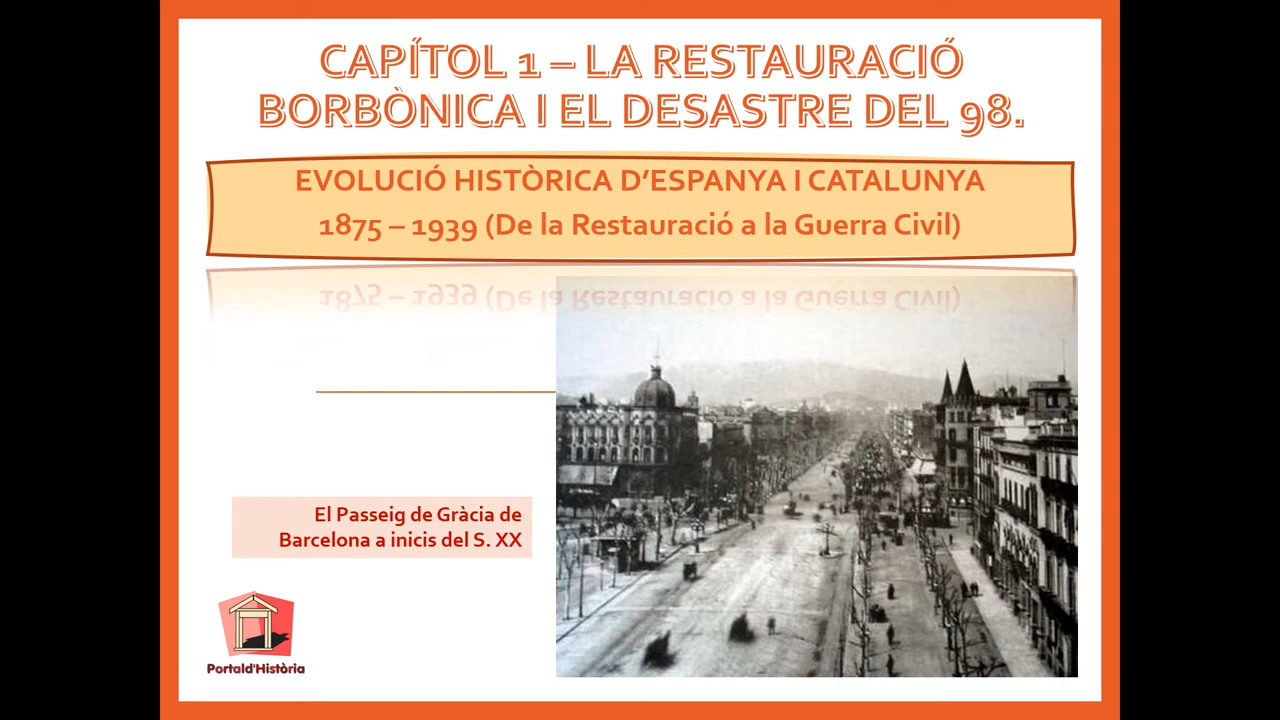 CAPÍTOL 1 – LA RESTAURACIÓ
BORBÒNICA I EL DESASTRE DEL 98.
EVOLUCIÓ HISTÒRICA D'ESPANYA I CATALUNYA
1875 – 1939 (De la Restauració a la Guerra Civil)
El Passeig de Gràcia de
Barcelona a inicis del S. XX
Portald'Història